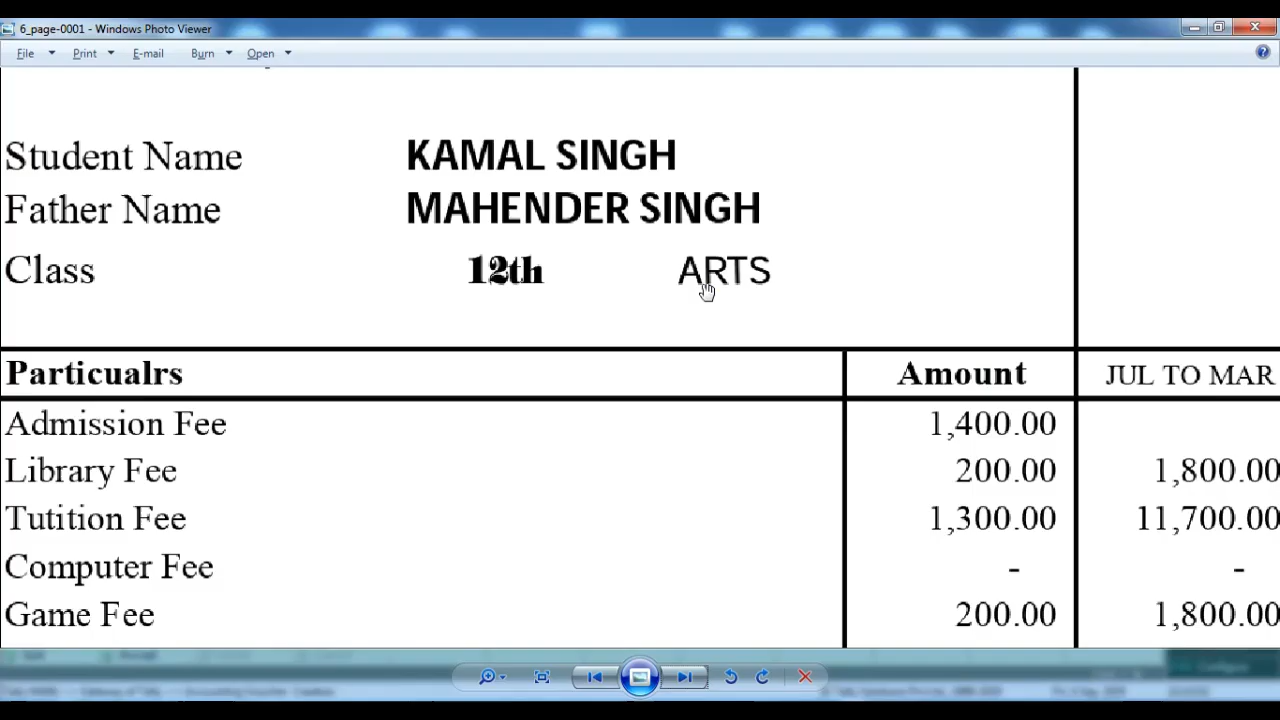 6_page-0001 - Windows Photo Viewer
File Print E-mail Burn Open
Student Name KAMAL SINGH
Father Name MAHENDER SINGH
Class 12th ARTS
Particualrs Amount JUL TO MAR
Admission Fee 1,400.00
Library Fee 200.00 1,800.00
Tutition Fee 1,300.00 11,700.00
Computer Fee - -
Game Fee 200.00 1,800.00